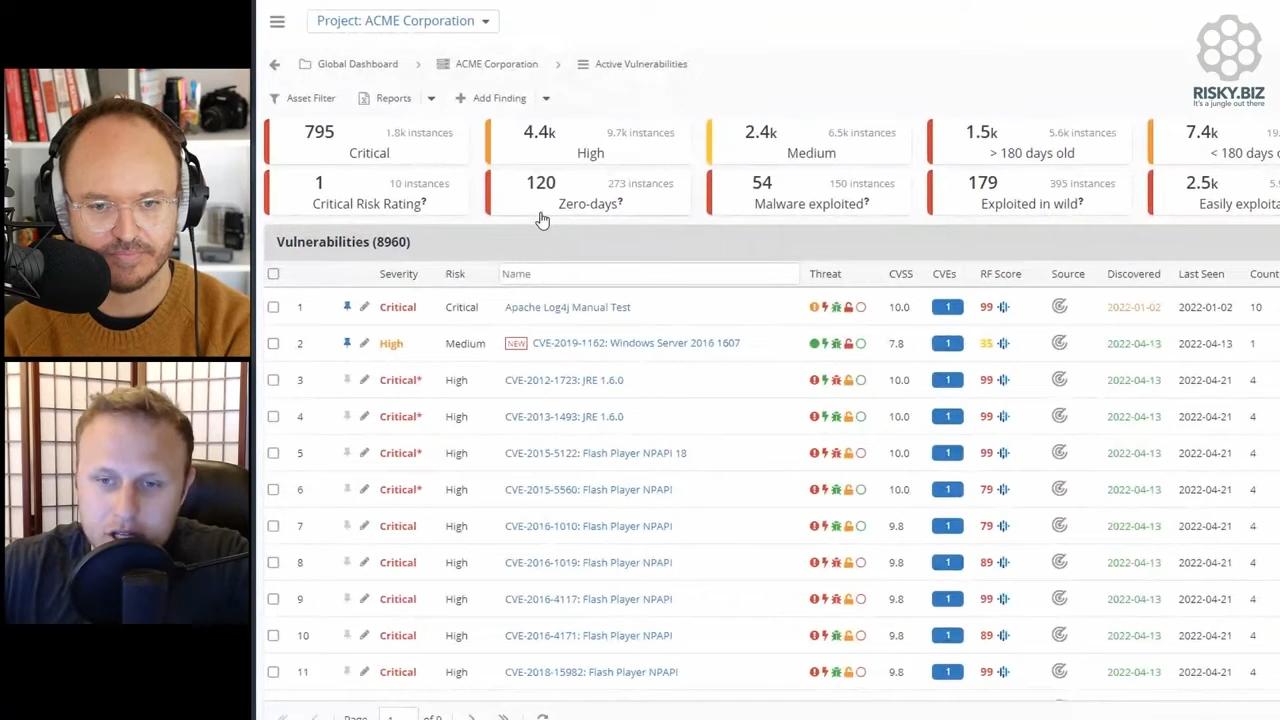 Project: ACME Corporation
RISKY.BIZ
It's a jungle out there
Global Dashboard
ACME Corporation
Active Vulnerabilities
Asset Filter
Reports
Add Finding
795 1.8k instances
Critical
4.4k 9.7k instances
High
2.4k 6.5k instances
Medium
1.5k 5.6k instances
> 180 days old
7.4k 19.
< 180 days
1 10 instances
Critical Risk Rating?
120 273 instances
Zero-days?
54 150 instances
Malware exploited?
179 395 instances
Exploited in wild?
2.5k 5.
Easily exploita
Vulnerabilities (8960)
Severity Risk Name Threat CVSS CVEs RF Score Source Discovered Last Seen Count
1 Critical Critical Apache Log4j Manual Test 10.0 1 99 2022-01-02 2022-01-02 10
2 High Medium NEW CVE-2019-1162: Windows Server 2016 1607 7.8 1 35 2022-04-13 2022-04-13 1
3 Critical* High CVE-2012-1723: JRE 1.6.0 10.0 1 99 2022-04-13 2022-04-21 4
4 Critical* High CVE-2013-1493: JRE 1.6.0 10.0 1 99 2022-04-13 2022-04-21 4
5 Critical* High CVE-2015-5122: Flash Player NPAPI 18 10.0 1 99 2022-04-13 2022-04-21 4
6 Critical* High CVE-2015-5560: Flash Player NPAPI 10.0 1 79 2022-04-13 2022-04-21 4
7 Critical High CVE-2016-1010: Flash Player NPAPI 9.8 1 79 2022-04-13 2022-04-21 4
8 Critical High CVE-2016-1019: Flash Player NPAPI 9.8 1 89 2022-04-13 2022-04-21 4
9 Critical High CVE-2016-4117: Flash Player NPAPI 9.8 1 99 2022-04-13 2022-04-21 4
10 Critical High CVE-2016-4171: Flash Player NPAPI 9.8 1 89 2022-04-13 2022-04-21 4
11 Critical High CVE-2018-15982: Flash Player NPAPI 9.8 1 99 2022-04-13 2022-04-21 4
Page 1 of 9